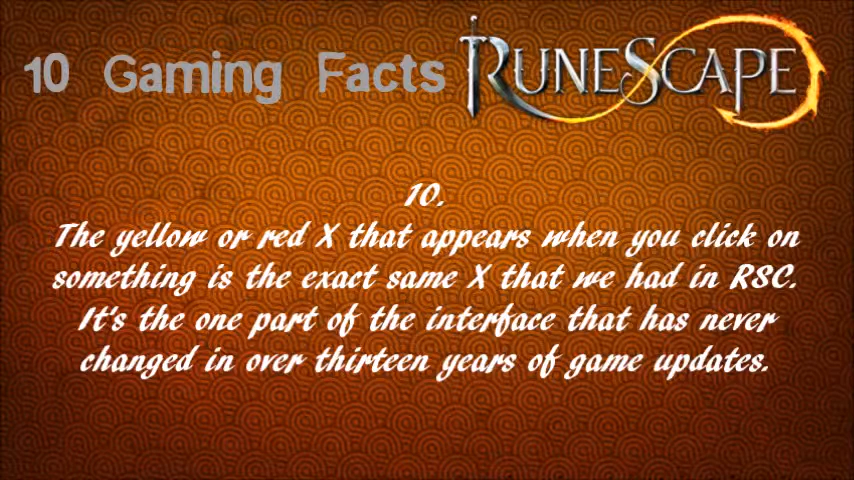 10 Gaming Facts
RUNESCAPE
10.
The yellow or red X that appears when you click on
something is the exact same X that we had in RSC.
It's the one part of the interface that has never
changed in over thirteen years of game updates.